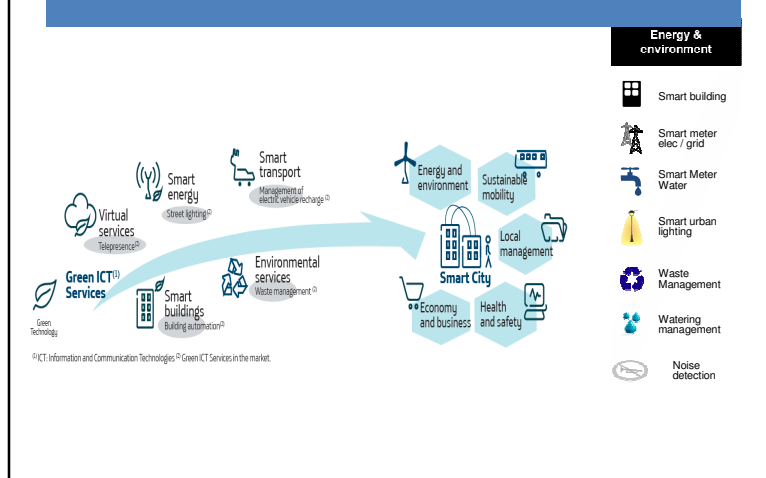 Energy &
environment
Smart building
Smart meter
elec / grid
Smart Meter
Water
Smart urban
lighting
Waste
Management
Watering
management
Noise
detection
Smart
transport
Management of
electric vehicle recharge (2)
Smart
energy
Street lighting(2)
Virtual
services
Telepresence(2)
Green ICT(1)
Services
Green
Technology
Smart
buildings
Building automation(2)
Environmental
services
Waste management (2)
Energy and
environment
Sustainable
mobility
Local
management
Smart City
Economy
and business
Health
and safety
(1) ICT: Information and Communication Technologies (2) Green ICT Services in the market.